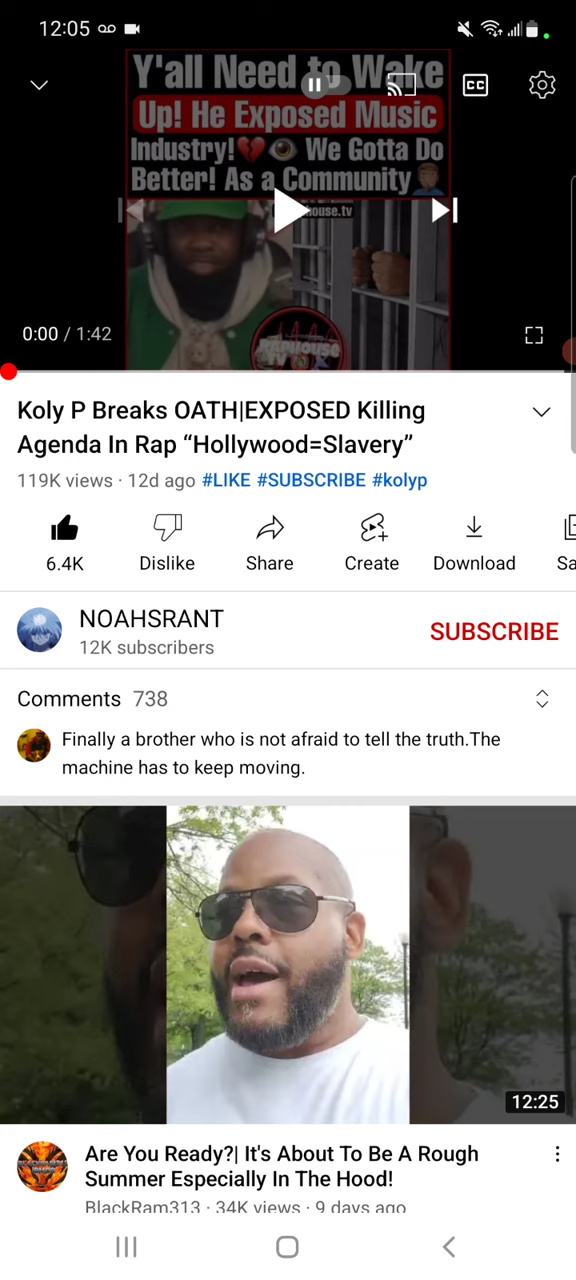 12:05
Y'all Need to Wake
Up! He Exposed Music
Industry!💔👁 We Gotta Do
Better! As a Community🤦🏽‍♂️
CC
house.tv
0:00 / 1:42
Koly P Breaks OATH|EXPOSED Killing
Agenda In Rap “Hollywood=Slavery”
119K views · 12d ago #LIKE #SUBSCRIBE #kolyp
6.4K Dislike Share Create Download Sa
NOAHSRANT
12K subscribers
SUBSCRIBE
Comments 738
Finally a brother who is not afraid to tell the truth.The
machine has to keep moving.
12:25
Are You Ready?| It's About To Be A Rough
Summer Especially In The Hood!
BlackRam313 · 34K views · 9 days ago